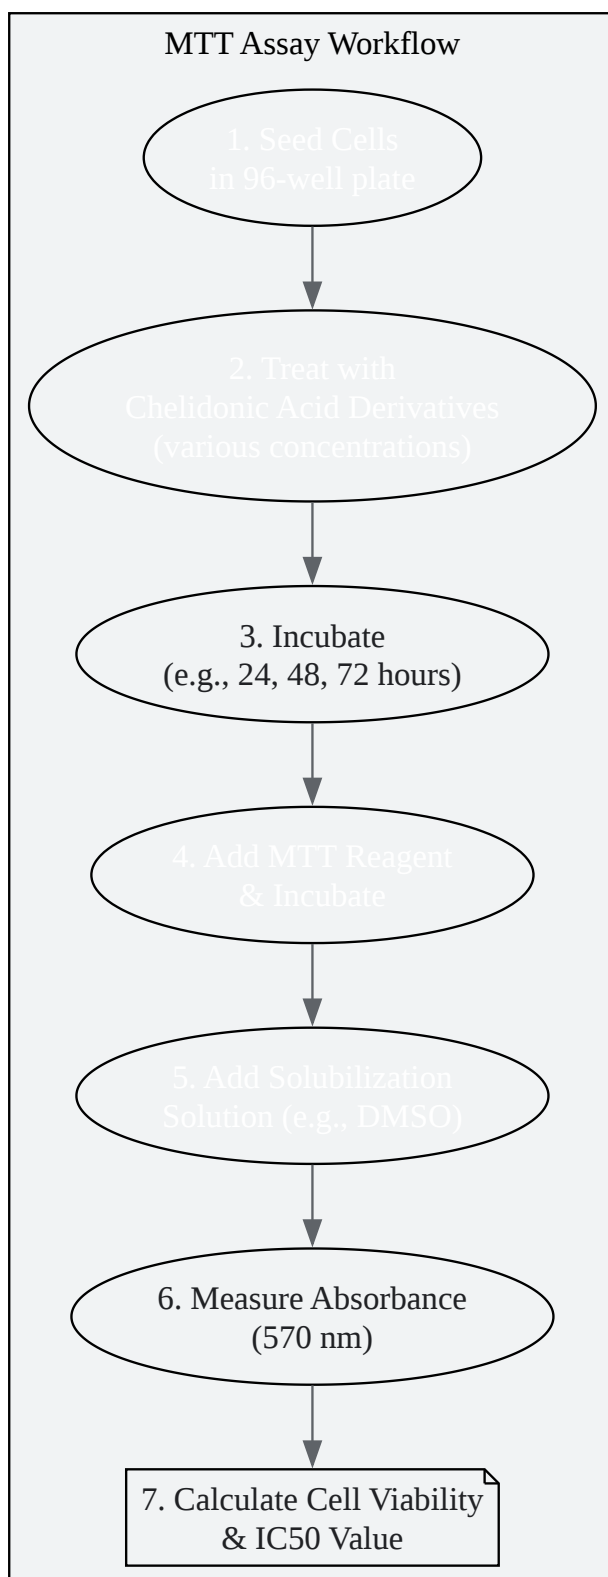 MTT Assay Workflow
1. Seed Cells
in 96-well plate
2. Treat with
Chelidonic Acid Derivatives
(various concentrations)
3. Incubate
(e.g., 24, 48, 72 hours)
4. Add MTT Reagent
& Incubate
5. Add Solubilization
Solution (e.g., DMSO)
6. Measure Absorbance
(570 nm)
7. Calculate Cell Viability
& IC50 Value